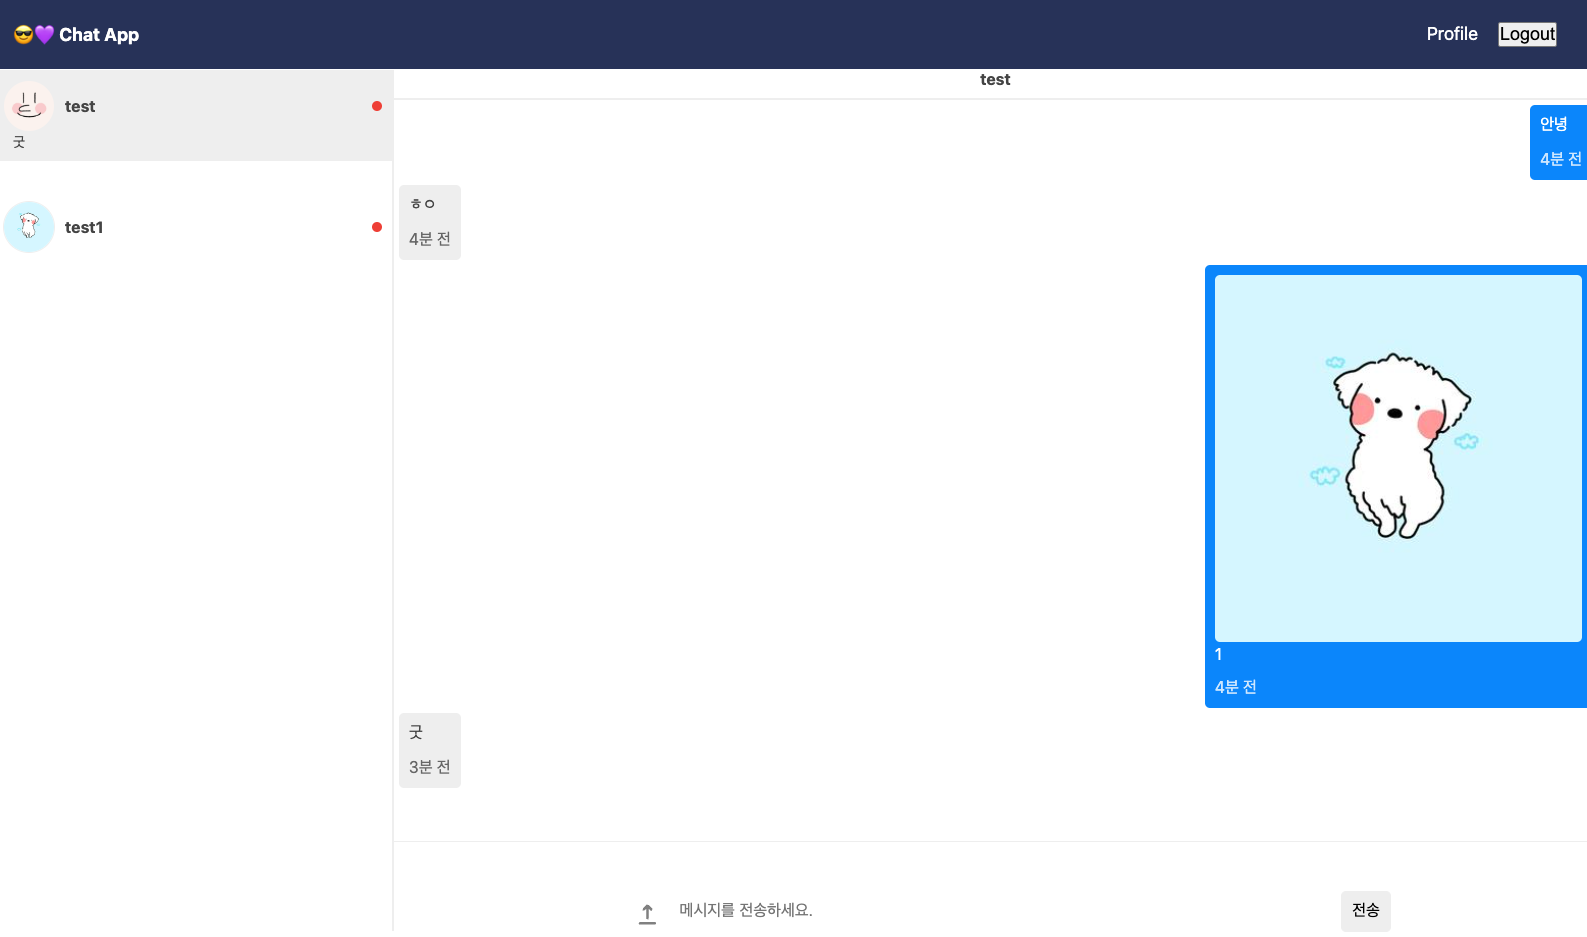 😎💜 Chat App
Profile
Logout
test
굿
test1
test
안녕
4분 전
ㅎㅇ
4분 전
1
4분 전
굿
3분 전
메시지를 전송하세요.
전송